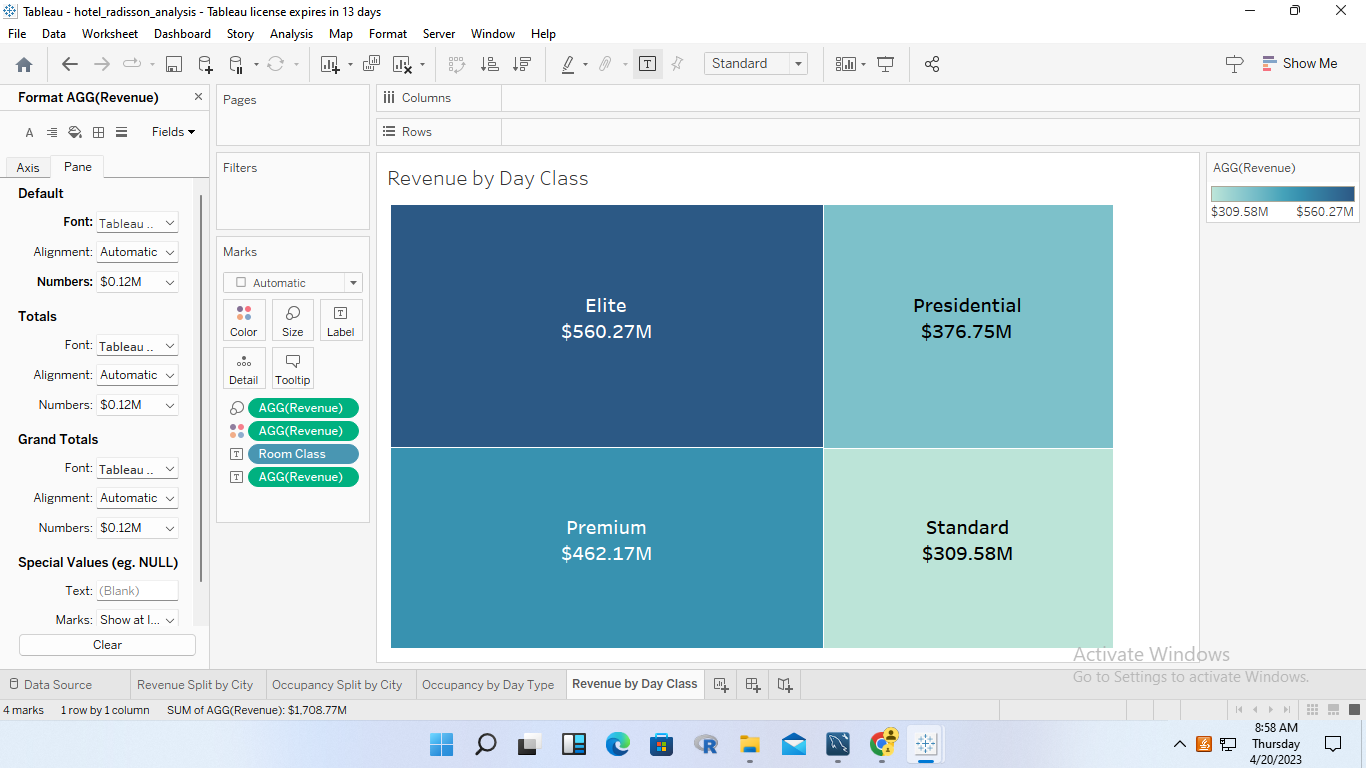 Tableau - hotel_radisson_analysis - Tableau license expires in 13 days
File Data Worksheet Dashboard Story Analysis Map Format Server Window Help
Standard
Show Me
Format AGG(Revenue)
Fields
Axis Pane
Default
Font: Tableau ..
Alignment: Automatic
Numbers: $0.12M
Totals
Font: Tableau ..
Alignment: Automatic
Numbers: $0.12M
Grand Totals
Font: Tableau ..
Alignment: Automatic
Numbers: $0.12M
Special Values (eg. NULL)
Text: (Blank)
Marks: Show at I...
Clear
Pages
Filters
Marks
Automatic
Color Size Label
Detail Tooltip
AGG(Revenue)
AGG(Revenue)
Room Class
AGG(Revenue)
Columns
Rows
Revenue by Day Class
Elite
$560.27M
Presidential
$376.75M
Premium
$462.17M
Standard
$309.58M
AGG(Revenue)
$309.58M $560.27M
Activate Windows
Go to Settings to activate Windows.
Data Source Revenue Split by City Occupancy Split by City Occupancy by Day Type Revenue by Day Class
4 marks 1 row by 1 column SUM of AGG(Revenue): $1,708.77M
8:58 AM
Thursday
4/20/2023